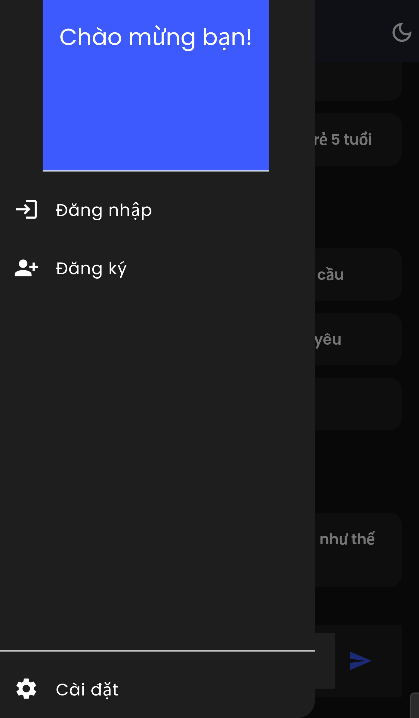 Chào mừng bạn!
rẻ 5 tuổi
Đăng nhập
Đăng ký
cầu
yêu
như thế
Cài đặt